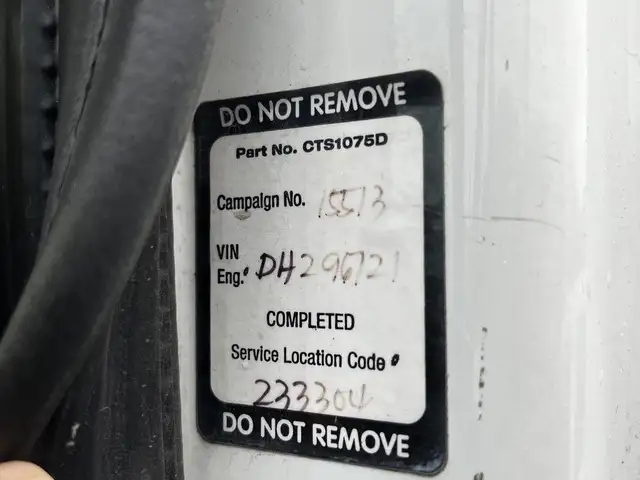 DO NOT REMOVE
Part No. CTS1075D
Campaign No. 15513
VIN
Eng. DH296721
COMPLETED
Service Location Code
233304
DO NOT REMOVE